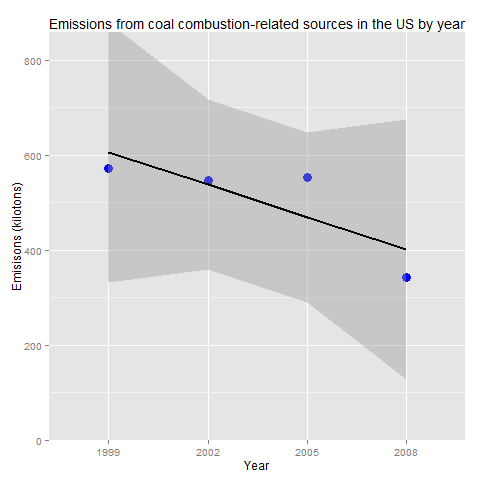 Emissions from coal combustion-related sources in the US by year
Emisisons (kilotons)
800
600
400
200
0
1999 2002 2005 2008
Year